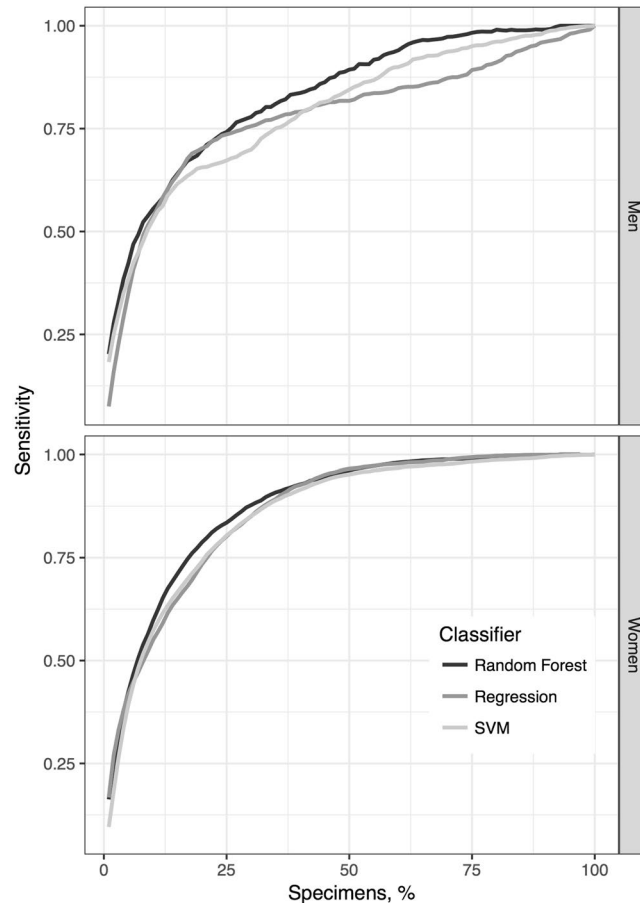 1.00
0.75
0.50
0.25
Men
Sensitivity
1.00
0.75
0.50
0.25
Women
Classifier
Random Forest
Regression
SVM
0 25 50 75 100
Specimens, %